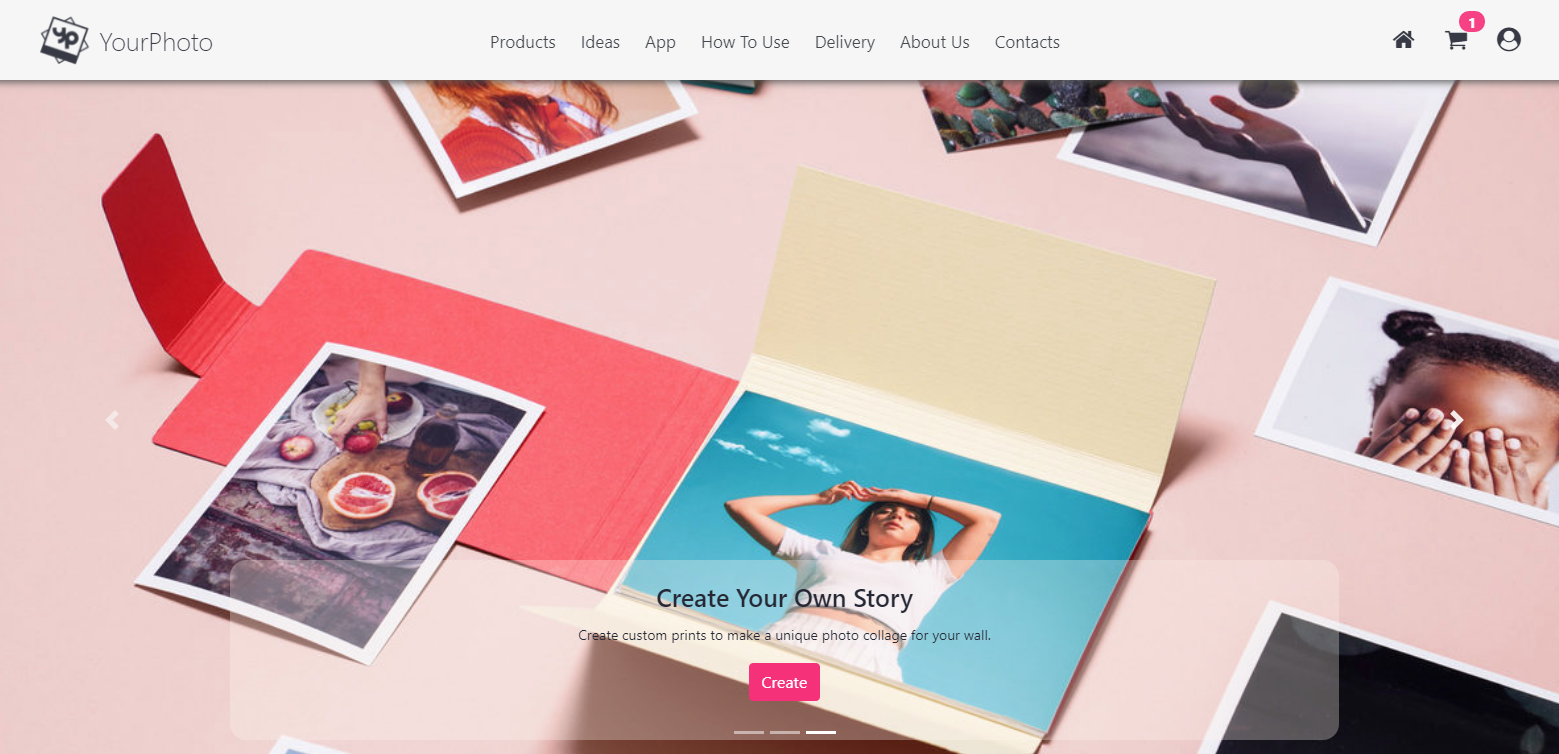 yp YourPhoto
Products Ideas App How To Use Delivery About Us Contacts
1
Create Your Own Story
Create custom prints to make a unique photo collage for your wall.
Create